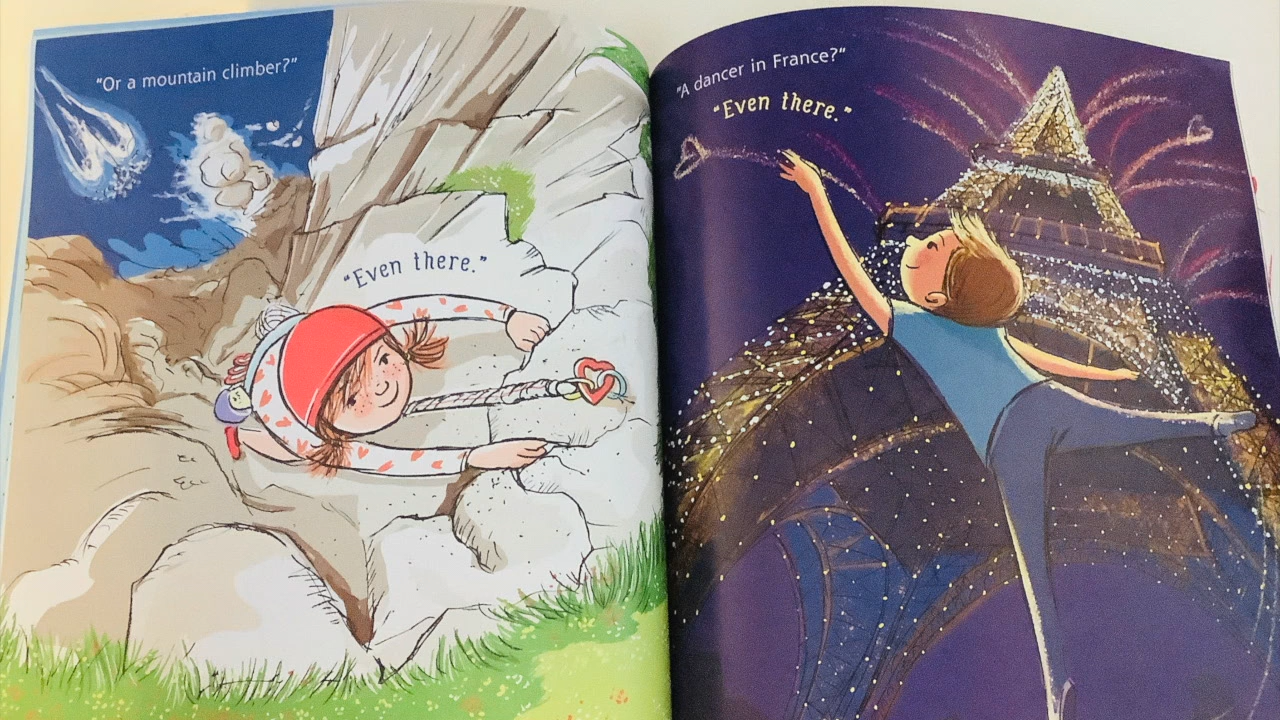 "Or a mountain climber?"
"Even there."
"A dancer in France?"
"Even there."